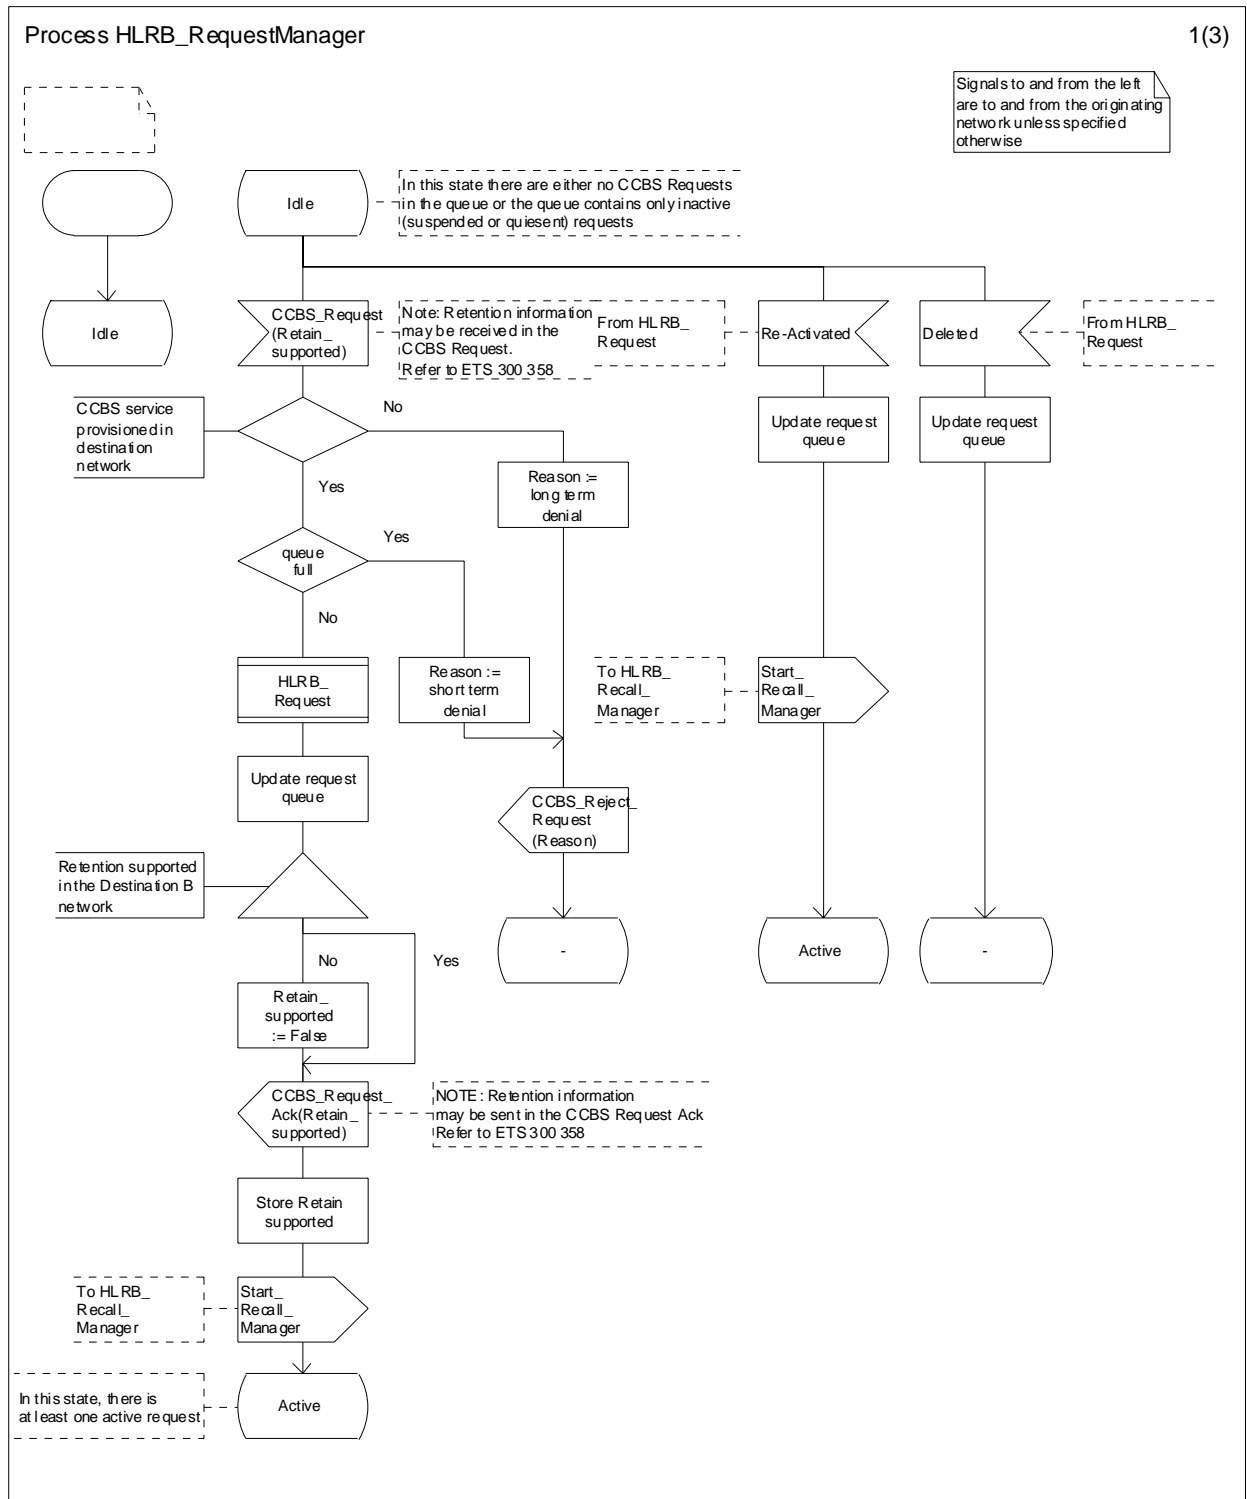 Process HLRB_RequestManager
1(3)
Signals to and from the left
are to and from the originating
network unless specified
otherwise
Idle
In this state there are either no CCBS Requests
in the queue or the queue contains only inactive
(suspended or quiesent) requests
Idle
CCBS_Request
(Retain_
supported)
Note: Retention information
may be received in the
CCBS Request.
Refer to ETS 300 358
From HLRB_
Request
Re-Activated
Deleted
From HLRB_
Request
CCBS service
provisioned in
destination
network
No
Yes
Reason :=
long term
denial
Update request
queue
Update request
queue
queue
full
Yes
No
HLRB_
Request
Reason :=
short term
denial
To HLRB_
Recall_
Manager
Start_
Recall_
Manager
Update request
queue
CCBS_Reject_
Request
(Reason)
Retention supported
in the Destination B
network
No
Yes
-
Active
-
Retain_
supported
:= False
CCBS_Request_
Ack(Retain_
supported)
NOTE: Retention information
may be sent in the CCBS Request Ack
Refer to ETS 300 358
Store Retain
supported
To HLRB_
Recall_
Manager
Start_
Recall_
Manager
In this state, there is
at least one active request
Active